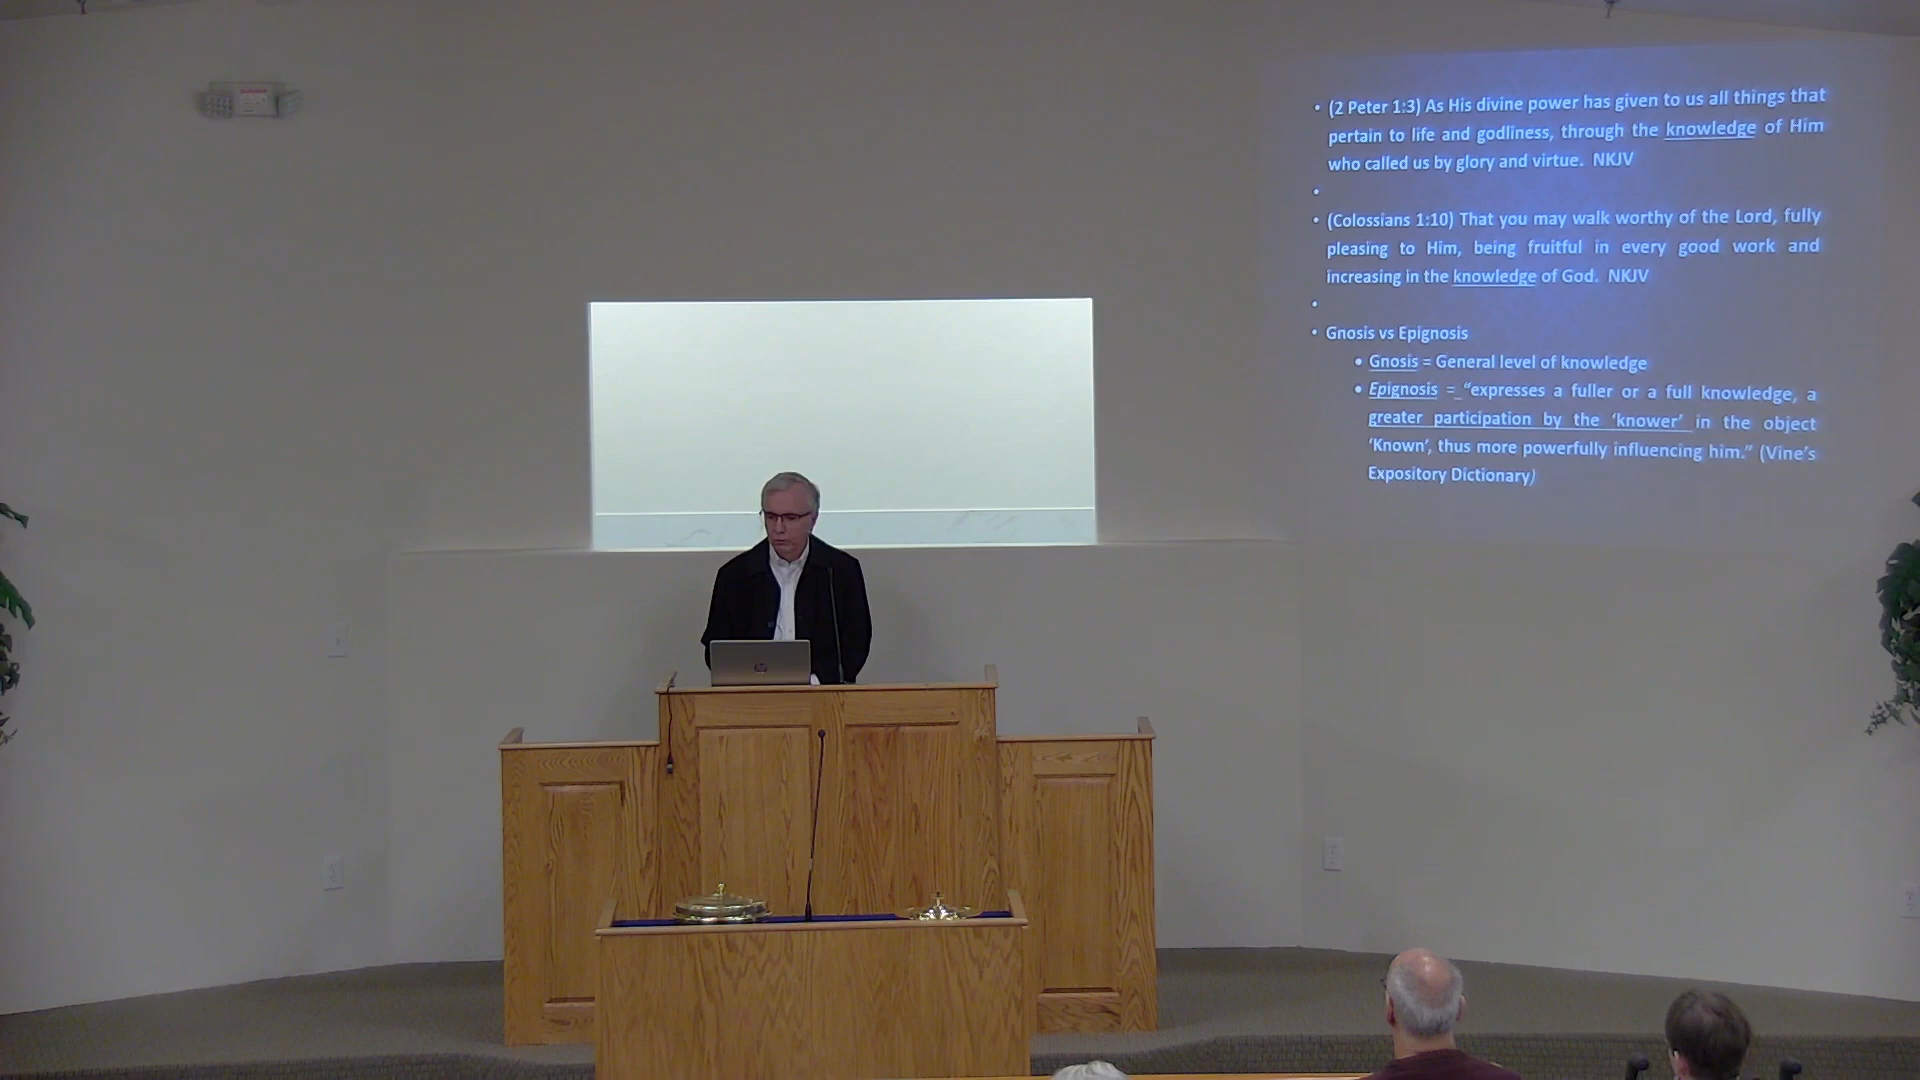 • (2 Peter 1:3) As His divine power has given to us all things that
pertain to life and godliness, through the knowledge of Him
who called us by glory and virtue. NKJV
•
• (Colossians 1:10) That you may walk worthy of the Lord, fully
pleasing to Him, being fruitful in every good work and
increasing in the knowledge of God. NKJV
•
• Gnosis vs Epignosis
• Gnosis = General level of knowledge
• Epignosis = “expresses a fuller or a full knowledge, a
greater participation by the ‘knower’ in the object
‘Known’, thus more powerfully influencing him.” (Vine’s
Expository Dictionary)
hp